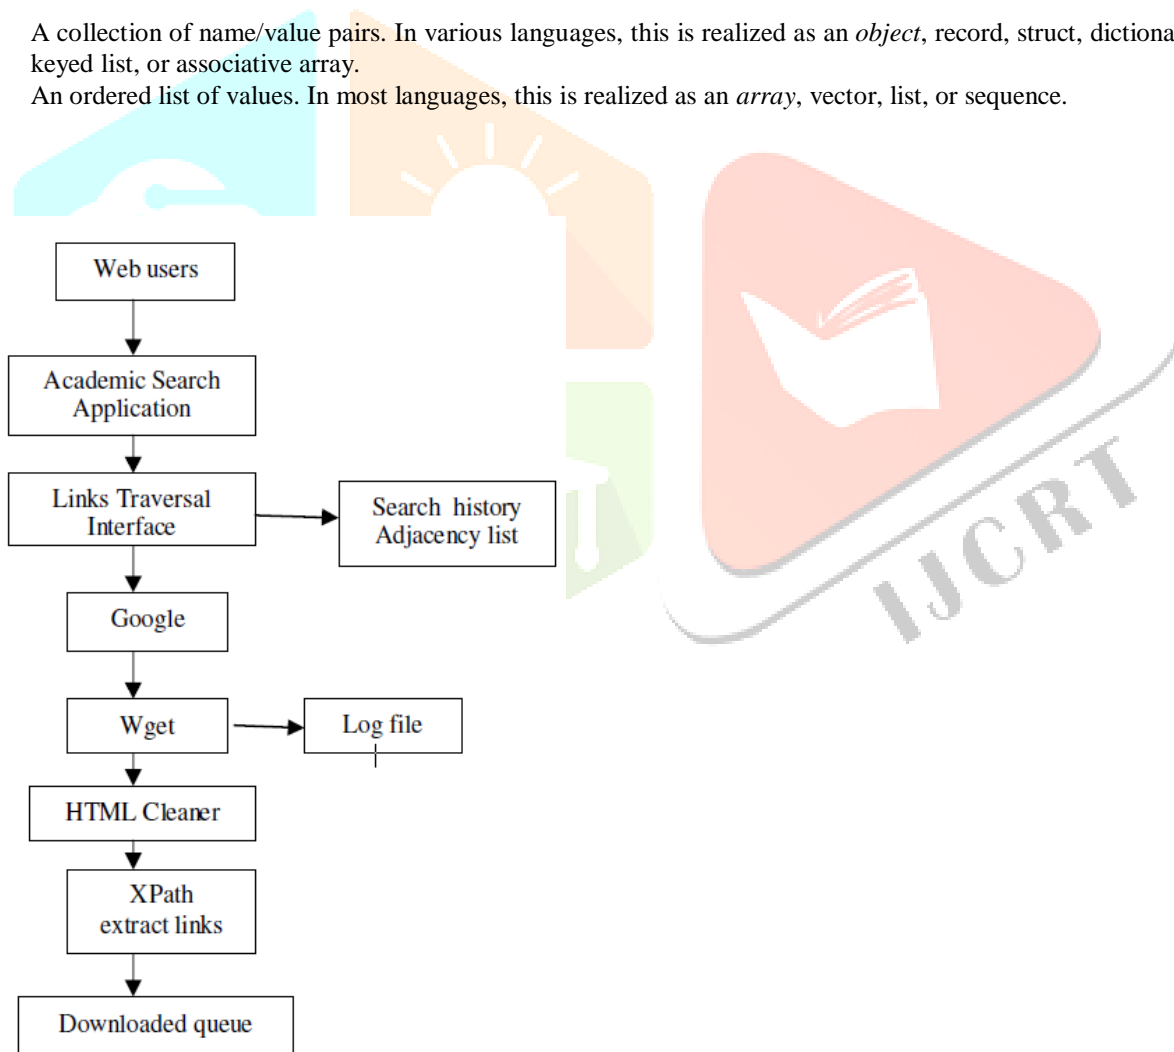 A collection of name/value pairs. In various languages, this is realized as an object, record, struct,
keyed list, or associative array.
An ordered list of values. In most languages, this is realized as an array, vector, list, or sequence.
Web users
Academic Search
Application
Links Traversal
Interface
Search history
Adjacency list
Google
Wget
Log file
HTML Cleaner
XPath
extract links
Downloaded queue
IJCRT